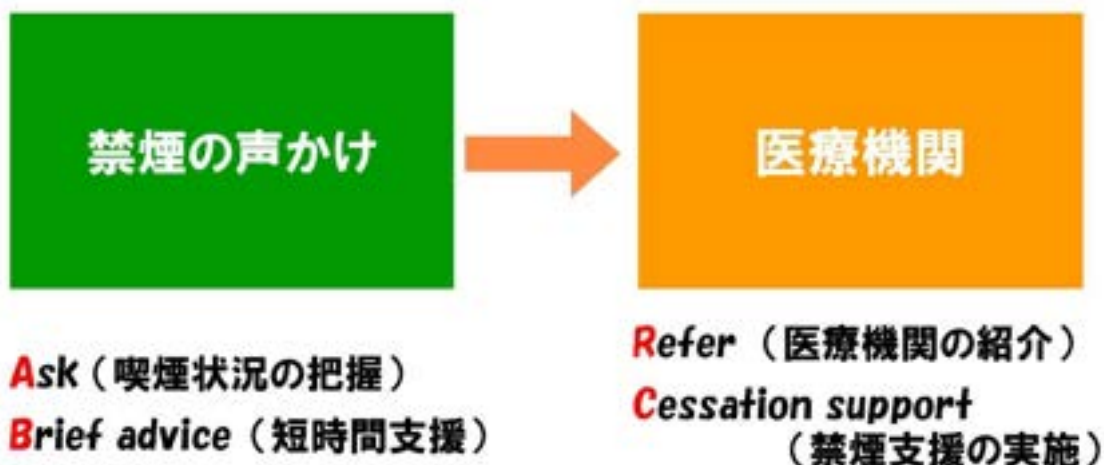 禁煙の声かけ
医療機関
Ask（喫煙状況の把握）
Brief advice（短時間支援）
Refer（医療機関の紹介）
Cessation support
（禁煙支援の実施）